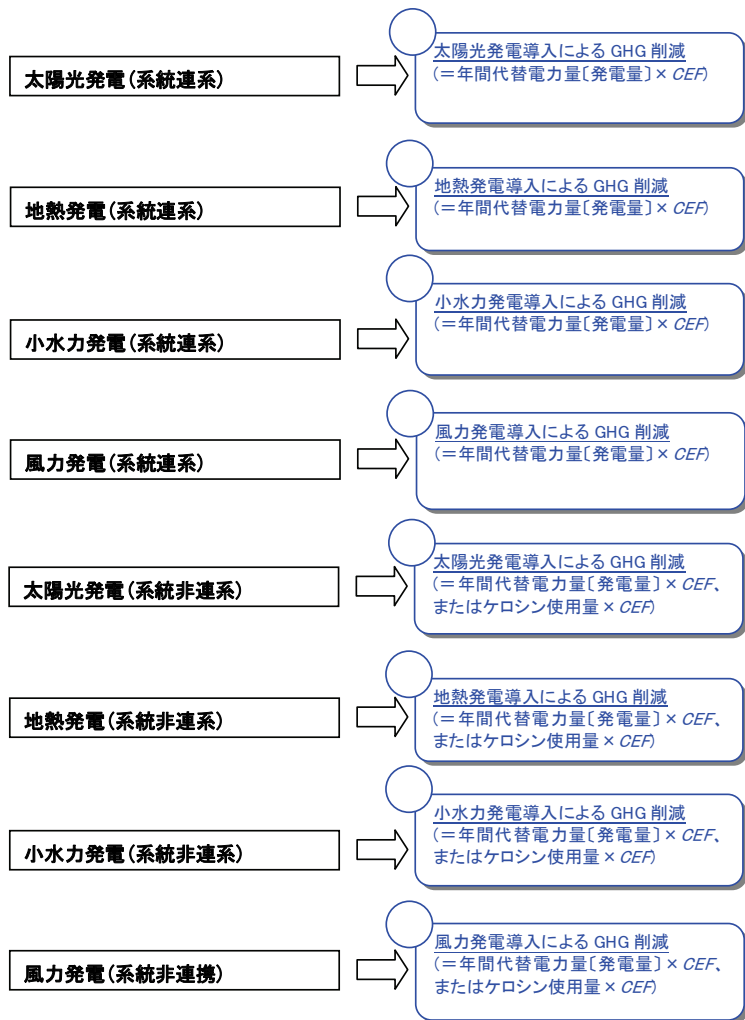 太陽光発電(系統連系)
太陽光発電導入による GHG 削減
(=年間代替電力量〔発電量〕× CEF)
地熱発電(系統連系)
地熱発電導入による GHG 削減
(=年間代替電力量〔発電量〕× CEF)
小水力発電(系統連系)
小水力発電導入による GHG 削減
(=年間代替電力量〔発電量〕× CEF)
風力発電(系統連系)
風力発電導入による GHG 削減
(=年間代替電力量〔発電量〕× CEF)
太陽光発電(系統非連系)
太陽光発電導入による GHG 削減
(=年間代替電力量〔発電量〕× CEF、
またはケロシン使用量× CEF)
地熱発電(系統非連系)
地熱発電導入による GHG 削減
(=年間代替電力量〔発電量〕× CEF、
またはケロシン使用量× CEF)
小水力発電(系統非連系)
小水力発電導入による GHG 削減
(=年間代替電力量〔発電量〕× CEF、
またはケロシン使用量× CEF)
風力発電(系統非連携)
風力発電導入による GHG 削減
(=年間代替電力量〔発電量〕× CEF、
またはケロシン使用量× CEF)